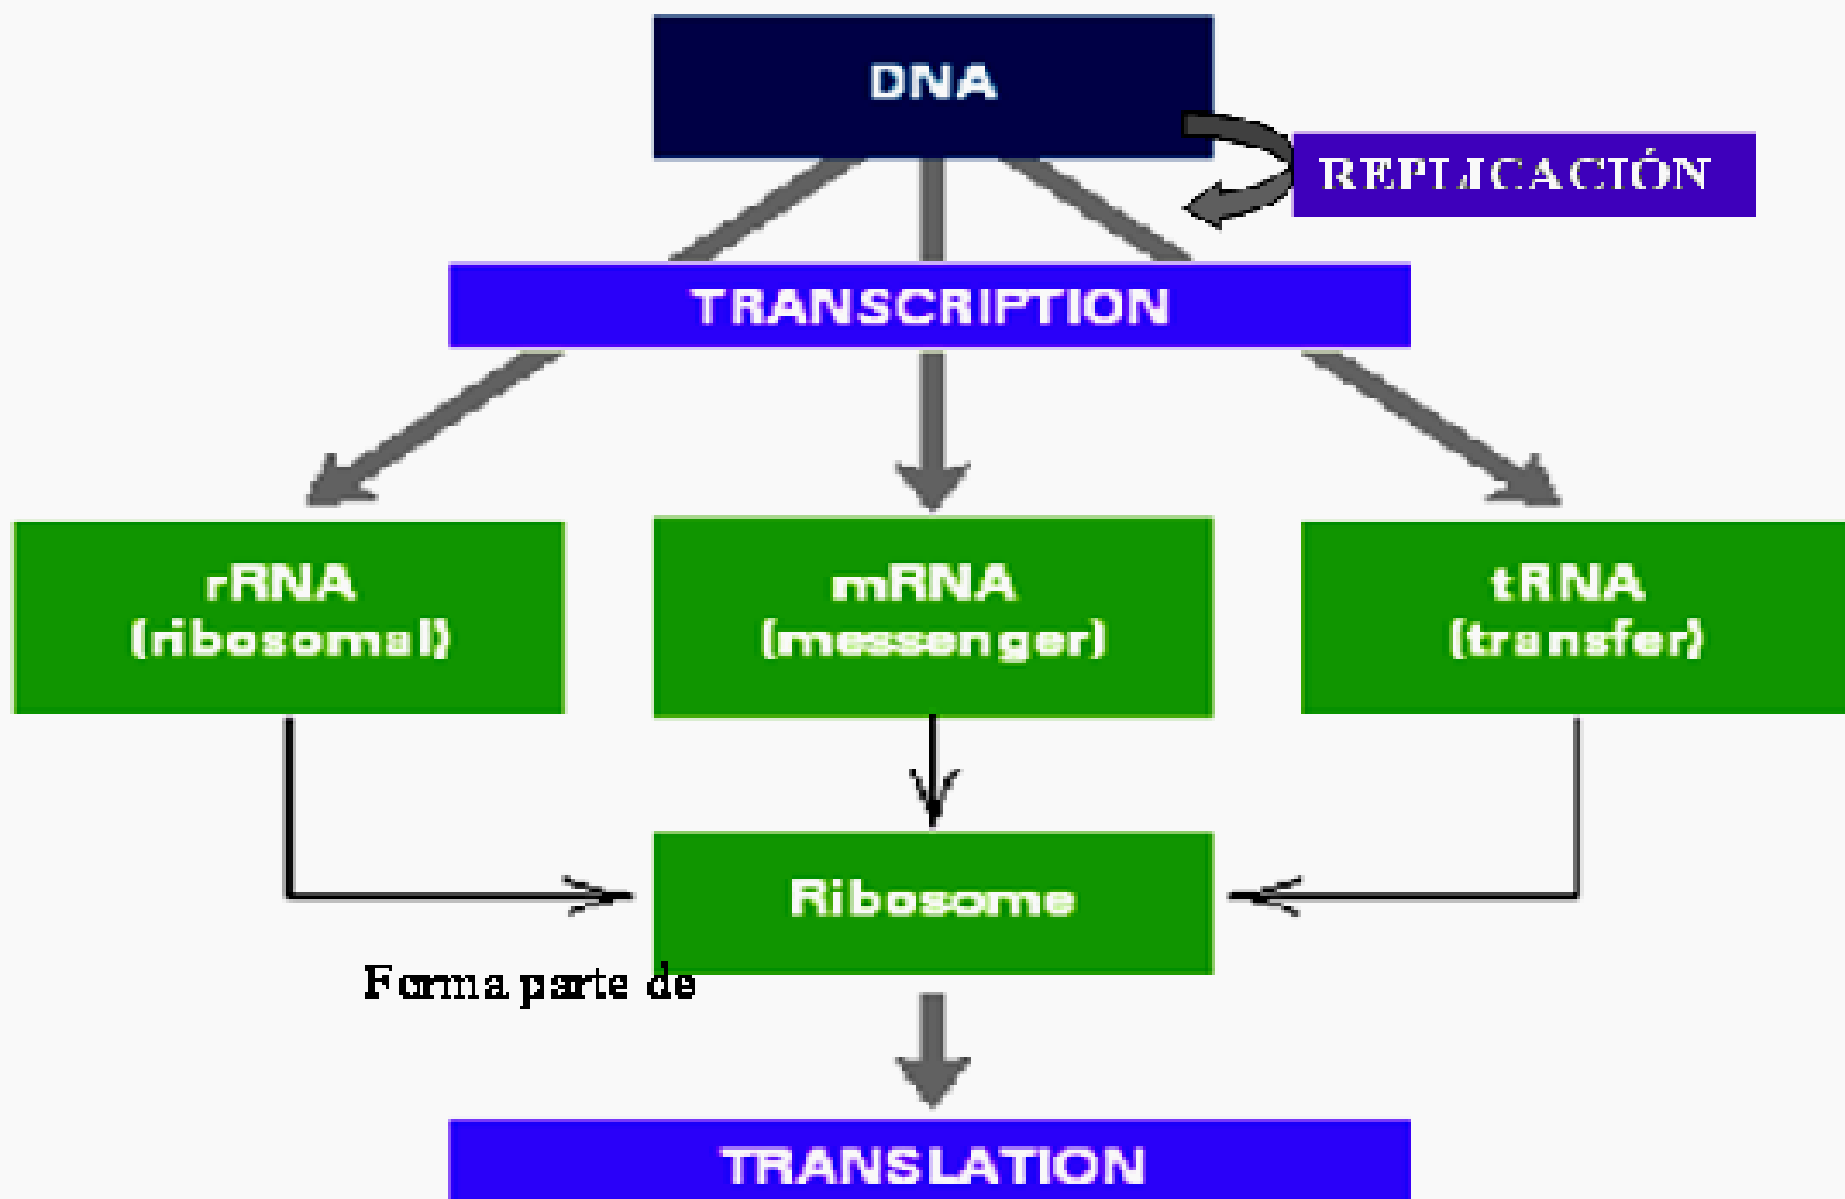 DNA
REPLICACIÓN
TRANSCRIPTION
rRNA
(ribosomal)
mRNA
(messenger)
tRNA
(transfer)
Ribosome
Forma parte de
TRANSLATION